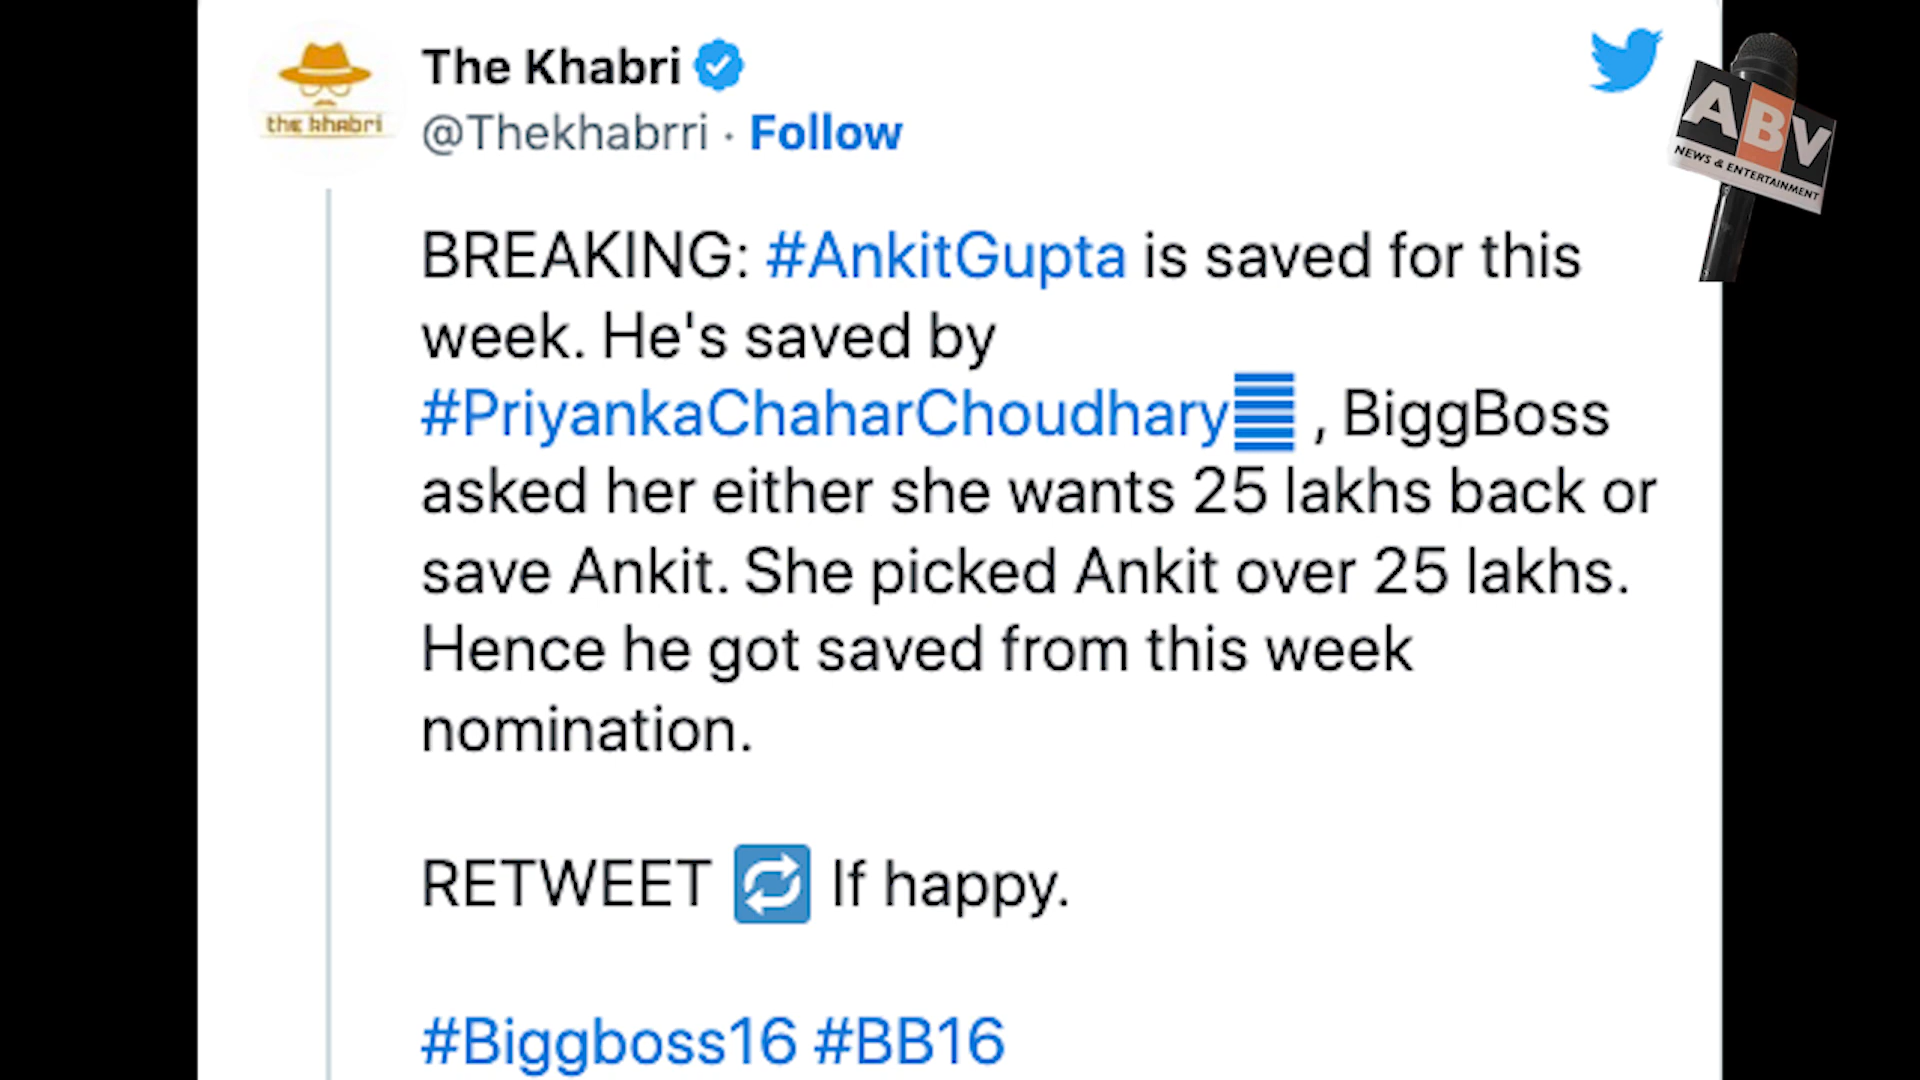 The Khabri
@Thekhabrri · Follow
the khabri
ABV
NEWS & ENTERTAINMENT
BREAKING: #AnkitGupta is saved for this
week. He's saved by
#PriyankaChaharChoudhary , BiggBoss
asked her either she wants 25 lakhs back or
save Ankit. She picked Ankit over 25 lakhs.
Hence he got saved from this week
nomination.
RETWEET 🔄 If happy.
#Biggboss16 #BB16